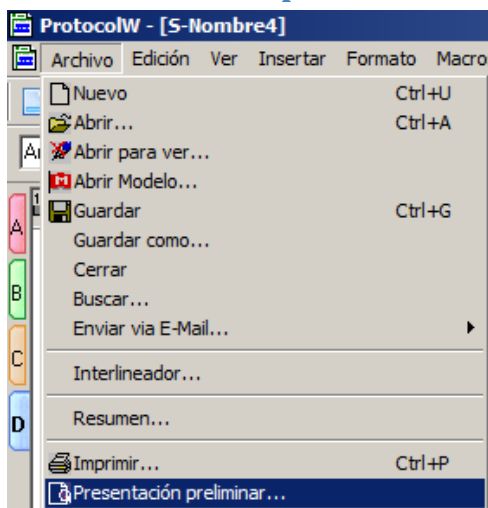 ProtocolW - [S-Nombre4]
Archivo Edición Ver Insertar Formato Macro
Nuevo Ctrl+U
Abrir... Ctrl+A
Abrir para ver...
Abrir Modelo...
Guardar Ctrl+G
Guardar como...
Cerrar
Buscar...
Enviar via E-Mail...
Interlineador...
Resumen...
Imprimir... Ctrl+P
Presentación preliminar...
A
B
C
D